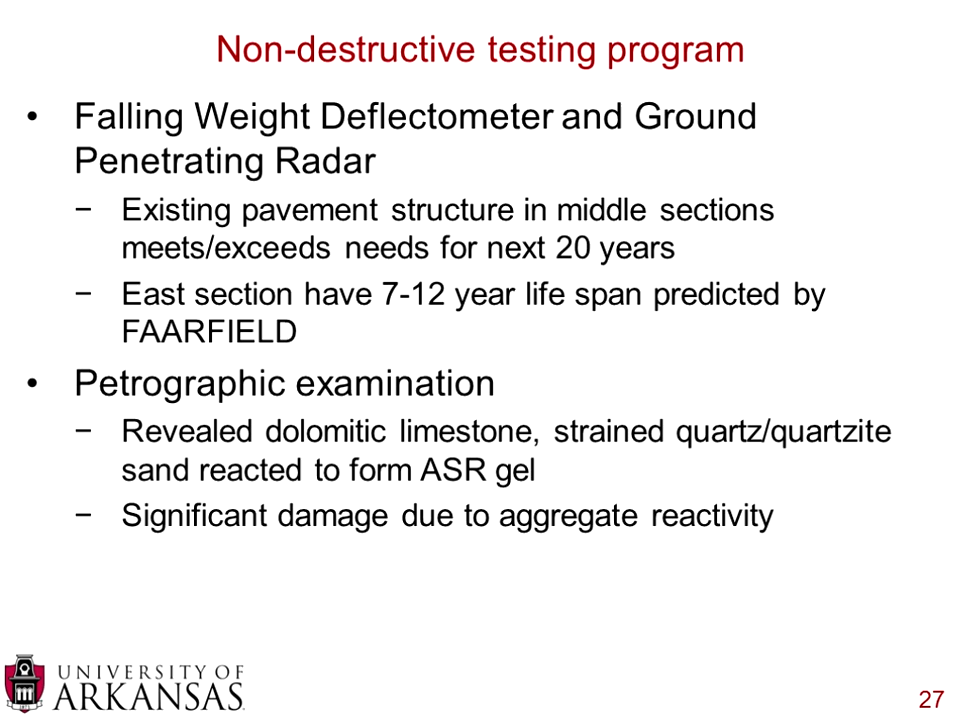 Non-destructive testing program
• Falling Weight Deflectometer and Ground
Penetrating Radar
− Existing pavement structure in middle sections
meets/exceeds needs for next 20 years
− East section have 7-12 year life span predicted by
FAARFIELD
• Petrographic examination
− Revealed dolomitic limestone, strained quartz/quartzite
sand reacted to form ASR gel
− Significant damage due to aggregate reactivity
UNIVERSITY OF
ARKANSAS
27